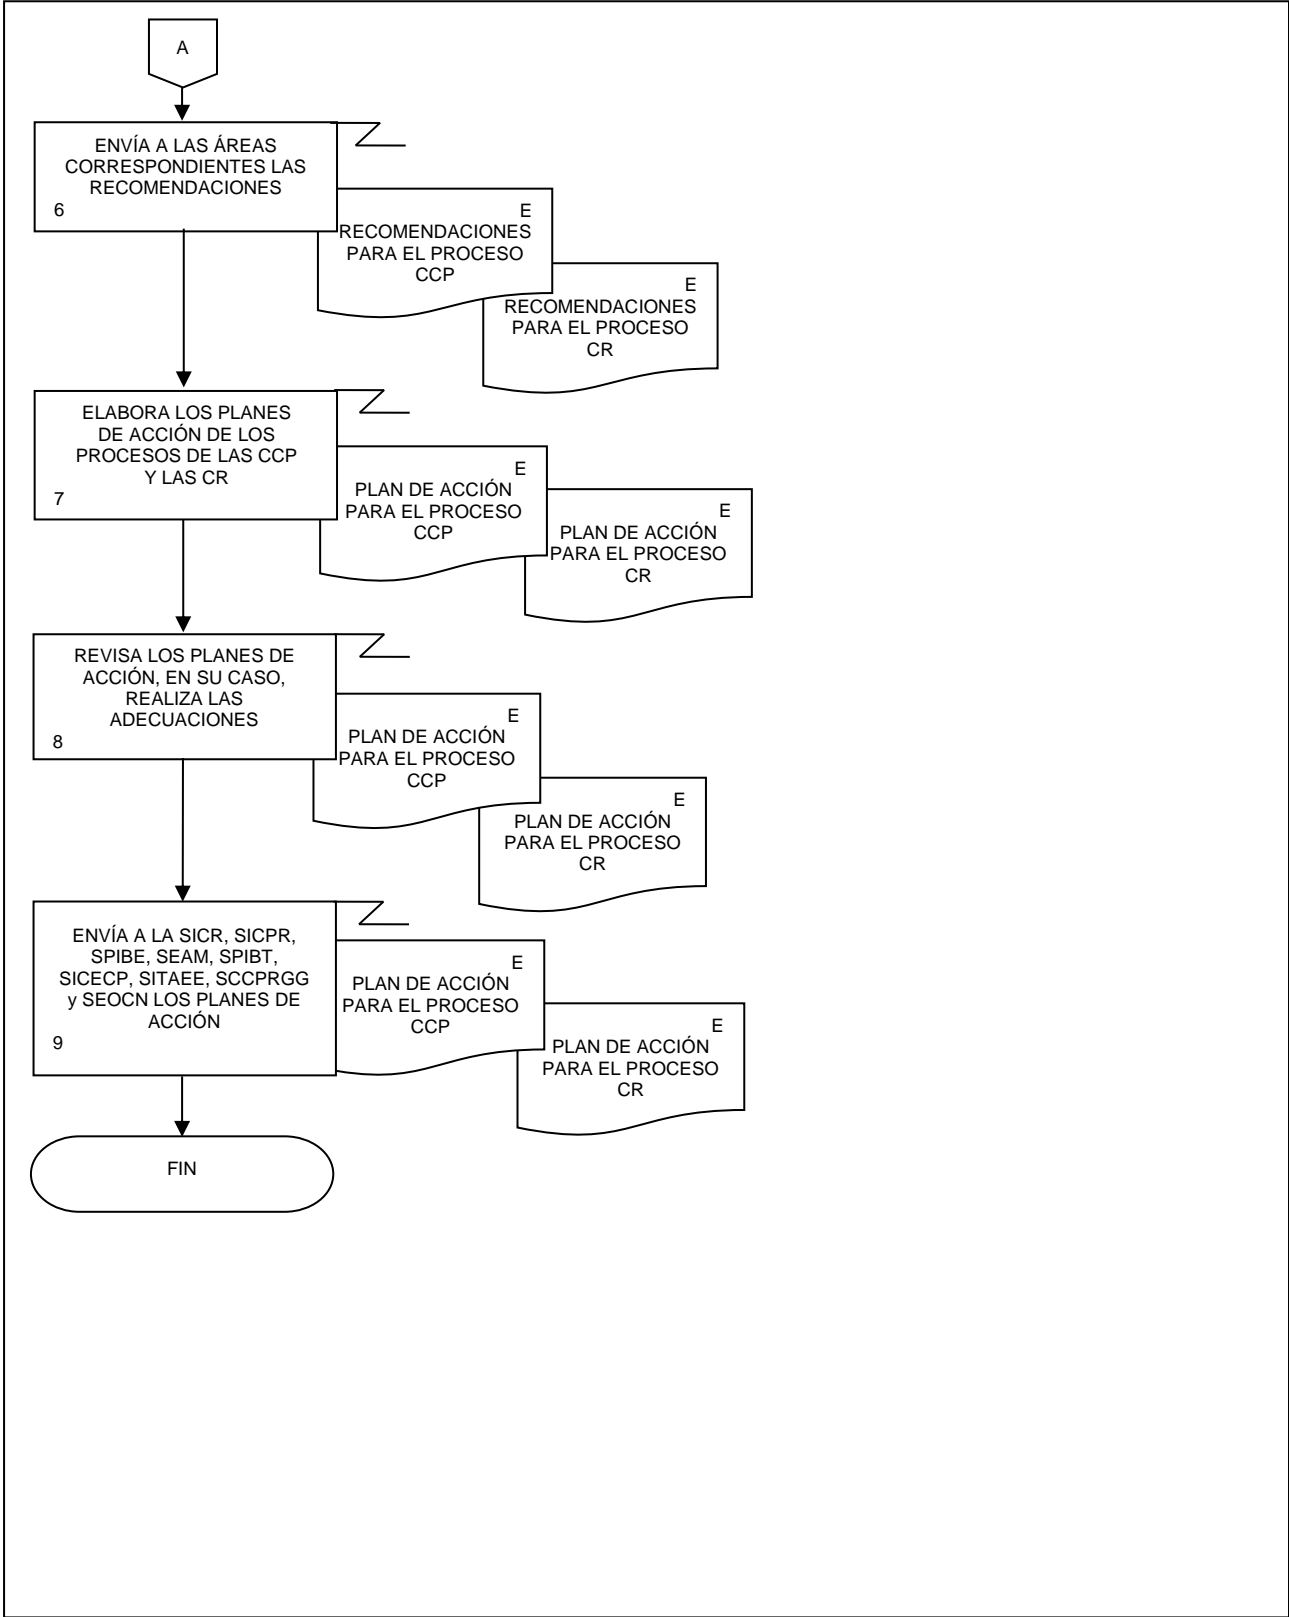 A
ENVÍA A LAS ÁREAS
CORRESPONDIENTES LAS
RECOMENDACIONES
6
E
RECOMENDACIONES
PARA EL PROCESO
CCP
E
RECOMENDACIONES
PARA EL PROCESO
CR
ELABORA LOS PLANES
DE ACCIÓN DE LOS
PROCESOS DE LAS CCP
Y LAS CR
7
E
PLAN DE ACCIÓN
PARA EL PROCESO
CCP
E
PLAN DE ACCIÓN
PARA EL PROCESO
CR
REVISA LOS PLANES DE
ACCIÓN, EN SU CASO,
REALIZA LAS
ADECUACIONES
8
E
PLAN DE ACCIÓN
PARA EL PROCESO
CCP
E
PLAN DE ACCIÓN
PARA EL PROCESO
CR
ENVÍA A LA SICR, SICPR,
SPIBE, SEAM, SPIBT,
SICECP, SITAEE, SCCPRGG
y SEOCN LOS PLANES DE
ACCIÓN
9
E
PLAN DE ACCIÓN
PARA EL PROCESO
CCP
E
PLAN DE ACCIÓN
PARA EL PROCESO
CR
FIN